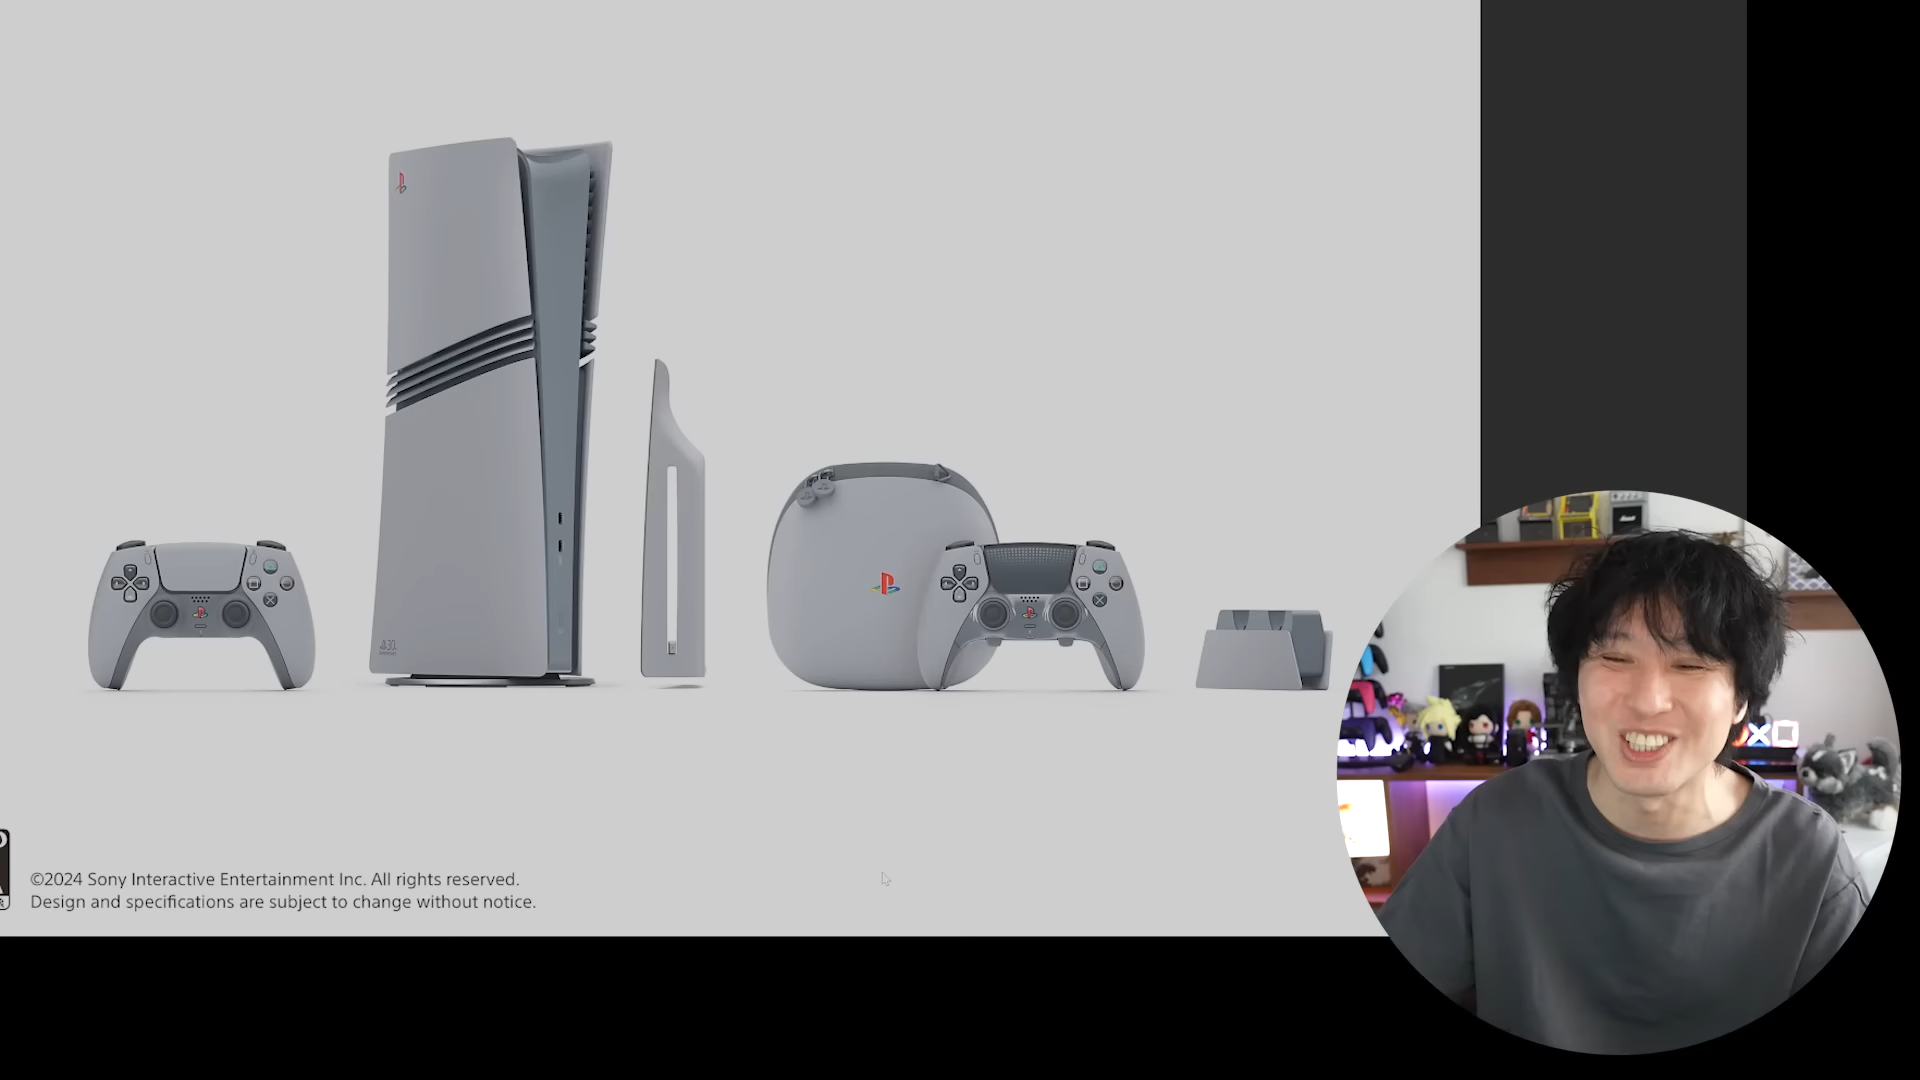 ©2024 Sony Interactive Entertainment Inc. All rights reserved.
Design and specifications are subject to change without notice.